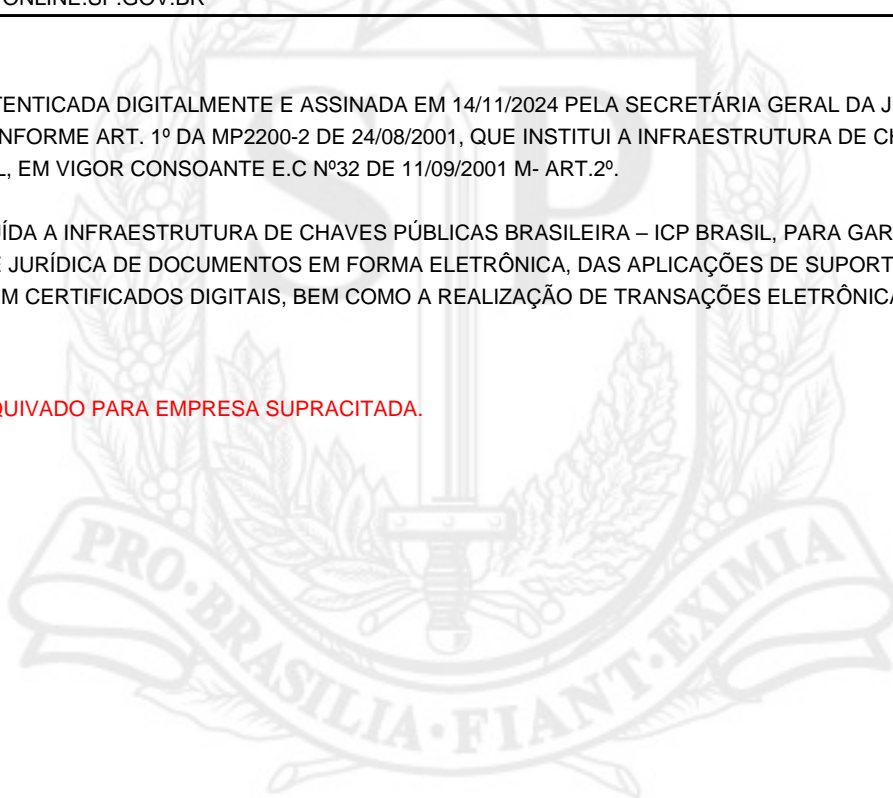 ONLINE.SP.GOV.BR
TENTICADA DIGITALMENTE E ASSINADA EM 14/11/2024 PELA SECRETÁRIA GERAL DA J
NFORME ART. 1º DA MP2200-2 DE 24/08/2001, QUE INSTITUI A INFRAESTRUTURA DE CH
L, EM VIGOR CONSOANTE E.C Nº32 DE 11/09/2001 M- ART.2º.
ÍDA A INFRAESTRUTURA DE CHAVES PÚBLICAS BRASILEIRA – ICP BRASIL, PARA GAR
E JURÍDICA DE DOCUMENTOS EM FORMA ELETRÔNICA, DAS APLICAÇÕES DE SUPORT
M CERTIFICADOS DIGITAIS, BEM COMO A REALIZAÇÃO DE TRANSAÇÕES ELETRÔNICA
QUIVADO PARA EMPRESA SUPRACITADA.
SP
PRO·BRASILIA·FIANT·EXIMIA